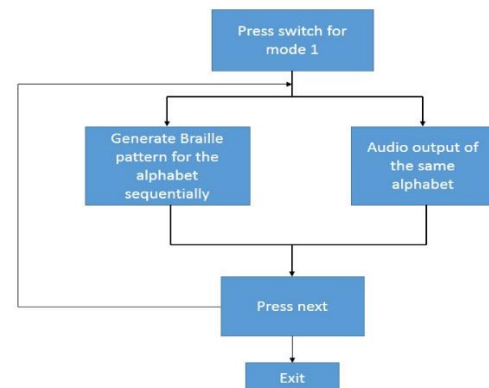 Press switch for
mode 1
Generate Braille
pattern for the
alphabet
sequentially
Audio output of
the same
alphabet
Press next
Exit